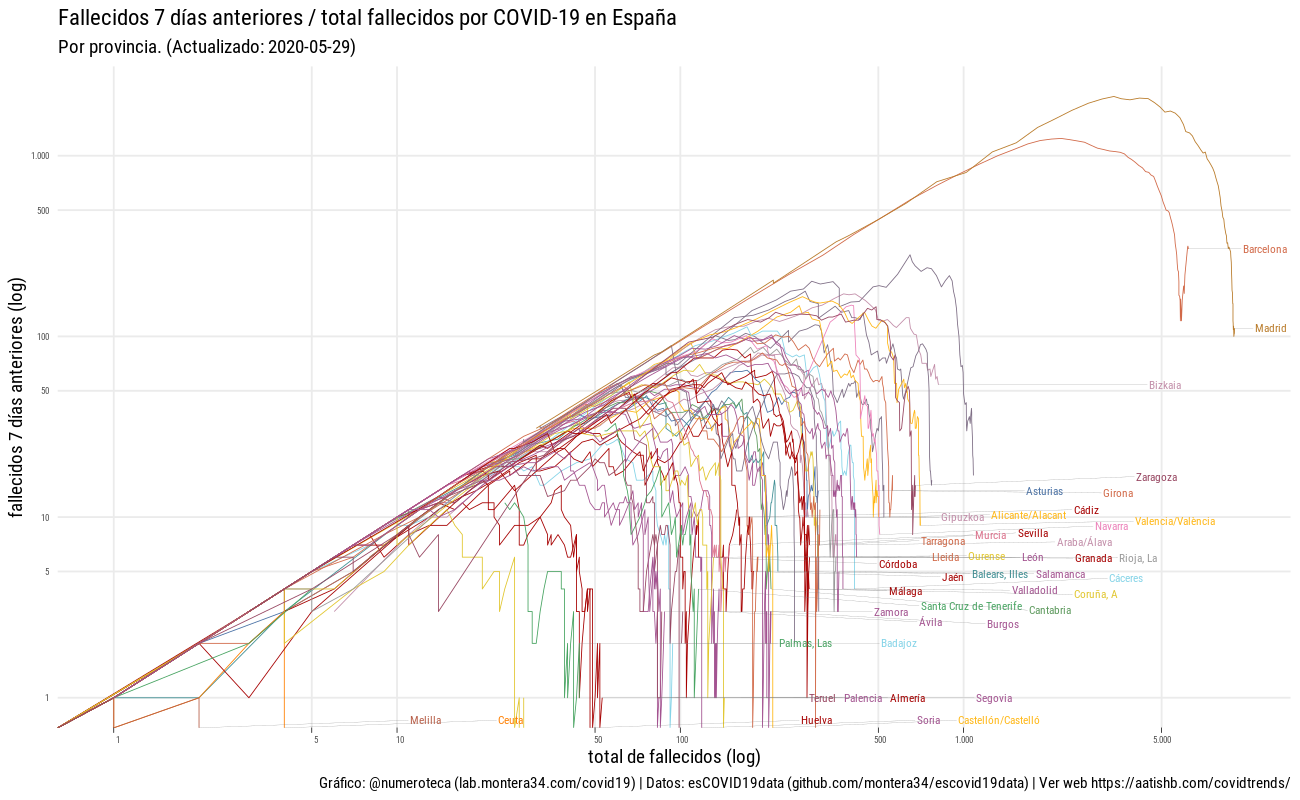 Fallecidos 7 días anteriores / total fallecidos por COVID-19 en España
Por provincia. (Actualizado: 2020-05-29)
fallecidos 7 días anteriores (log)
1.000
500
100
50
10
5
1
Barcelona
Madrid
Bizkaia
Zaragoza
Asturias Girona
Gipuzkoa Alicante/Alacant Cádiz
Navarra Valencia/València
Tarragona Murcia Sevilla Araba/Álava
Lleida Ourense León Granada Rioja, La
Córdoba
Jaén Balears, Illes Salamanca Cáceres
Málaga Valladolid Coruña, A
Santa Cruz de Tenerife Cantabria
Zamora Ávila Burgos
Palmas, Las Badajoz
Teruel Palencia Almería Segovia
Melilla Ceuta Huelva Soria Castellón/Castelló
1 5 10 50 100 500 1.000 5.000
total de fallecidos (log)
Gráfico: @numeroteca (lab.montera34.com/covid19) | Datos: esCOVID19data (github.com/montera34/escovid19data) | Ver web https://aatishb.com/covidtrends/